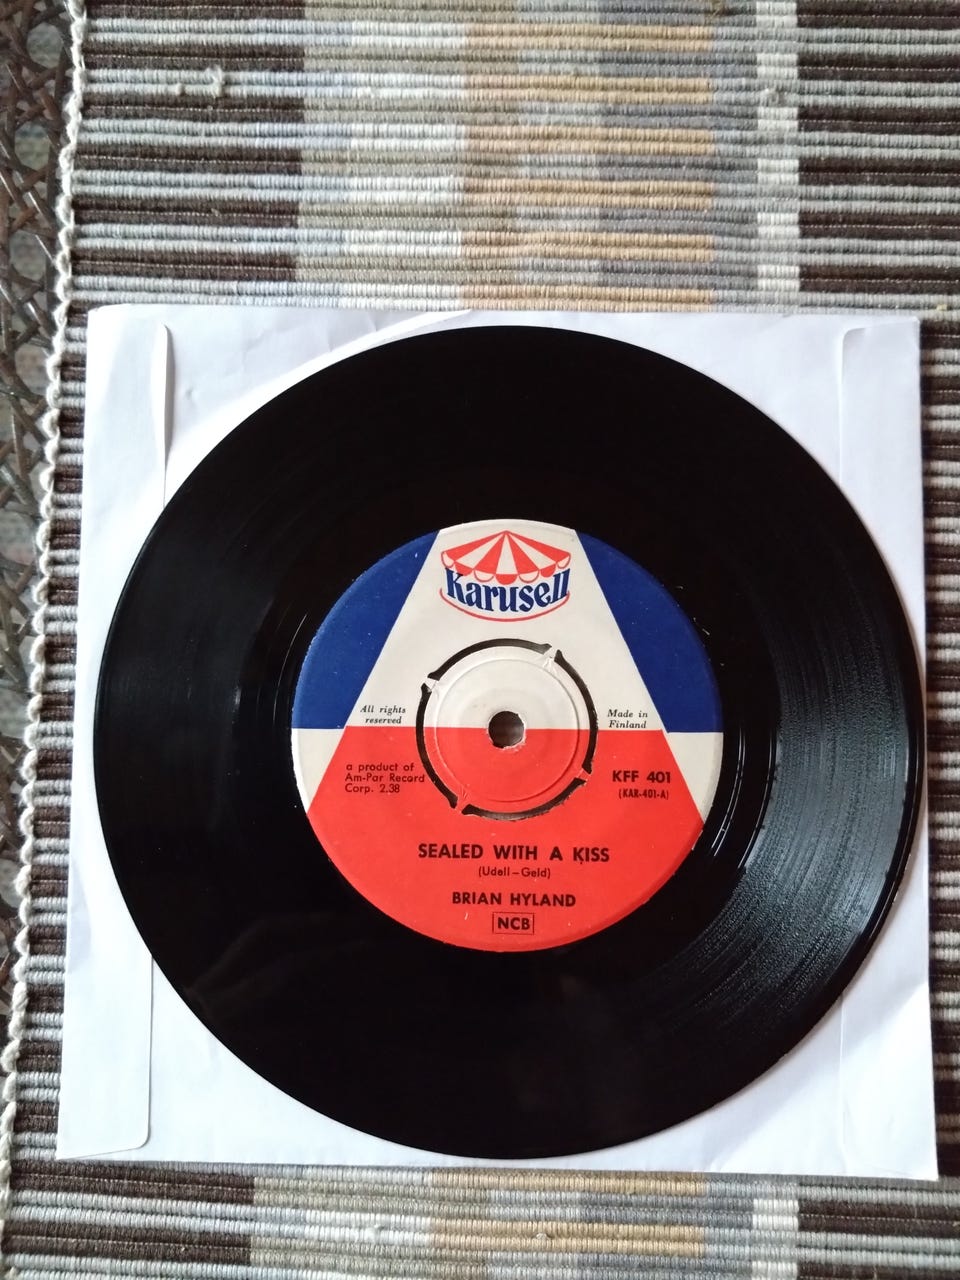 Karusell
All rights
reserved
Made in
Finland
a product of
Am-Par Record
Corp. 2.38
KFF 401
(KAR-401-A)
SEALED WITH A KISS
(Udell – Geld)
BRIAN HYLAND
NCB